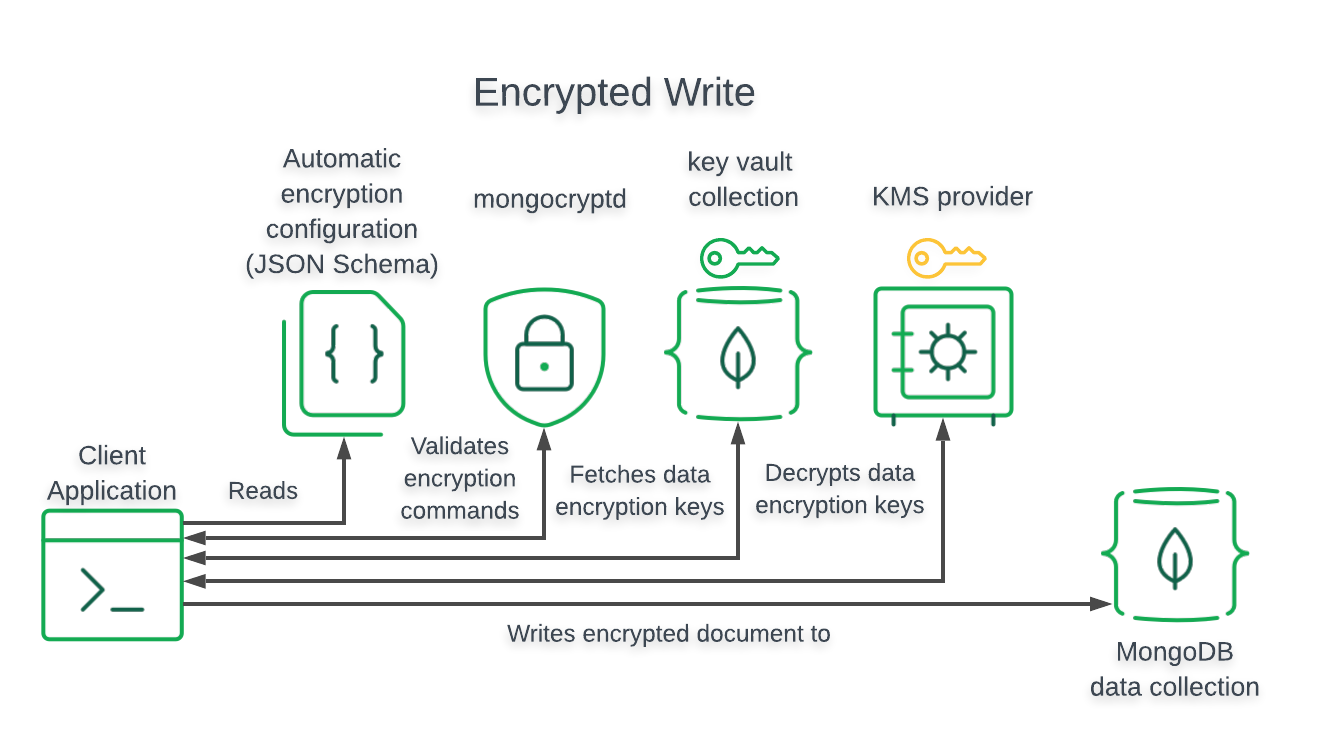 Encrypted Write
Automatic
encryption
configuration
(JSON Schema)
mongocryptd
key vault
collection
KMS provider
{ }
Client
Application
Reads
Validates
encryption
commands
Fetches data
encryption keys
Decrypts data
encryption keys
>_
Writes encrypted document to
MongoDB
data collection